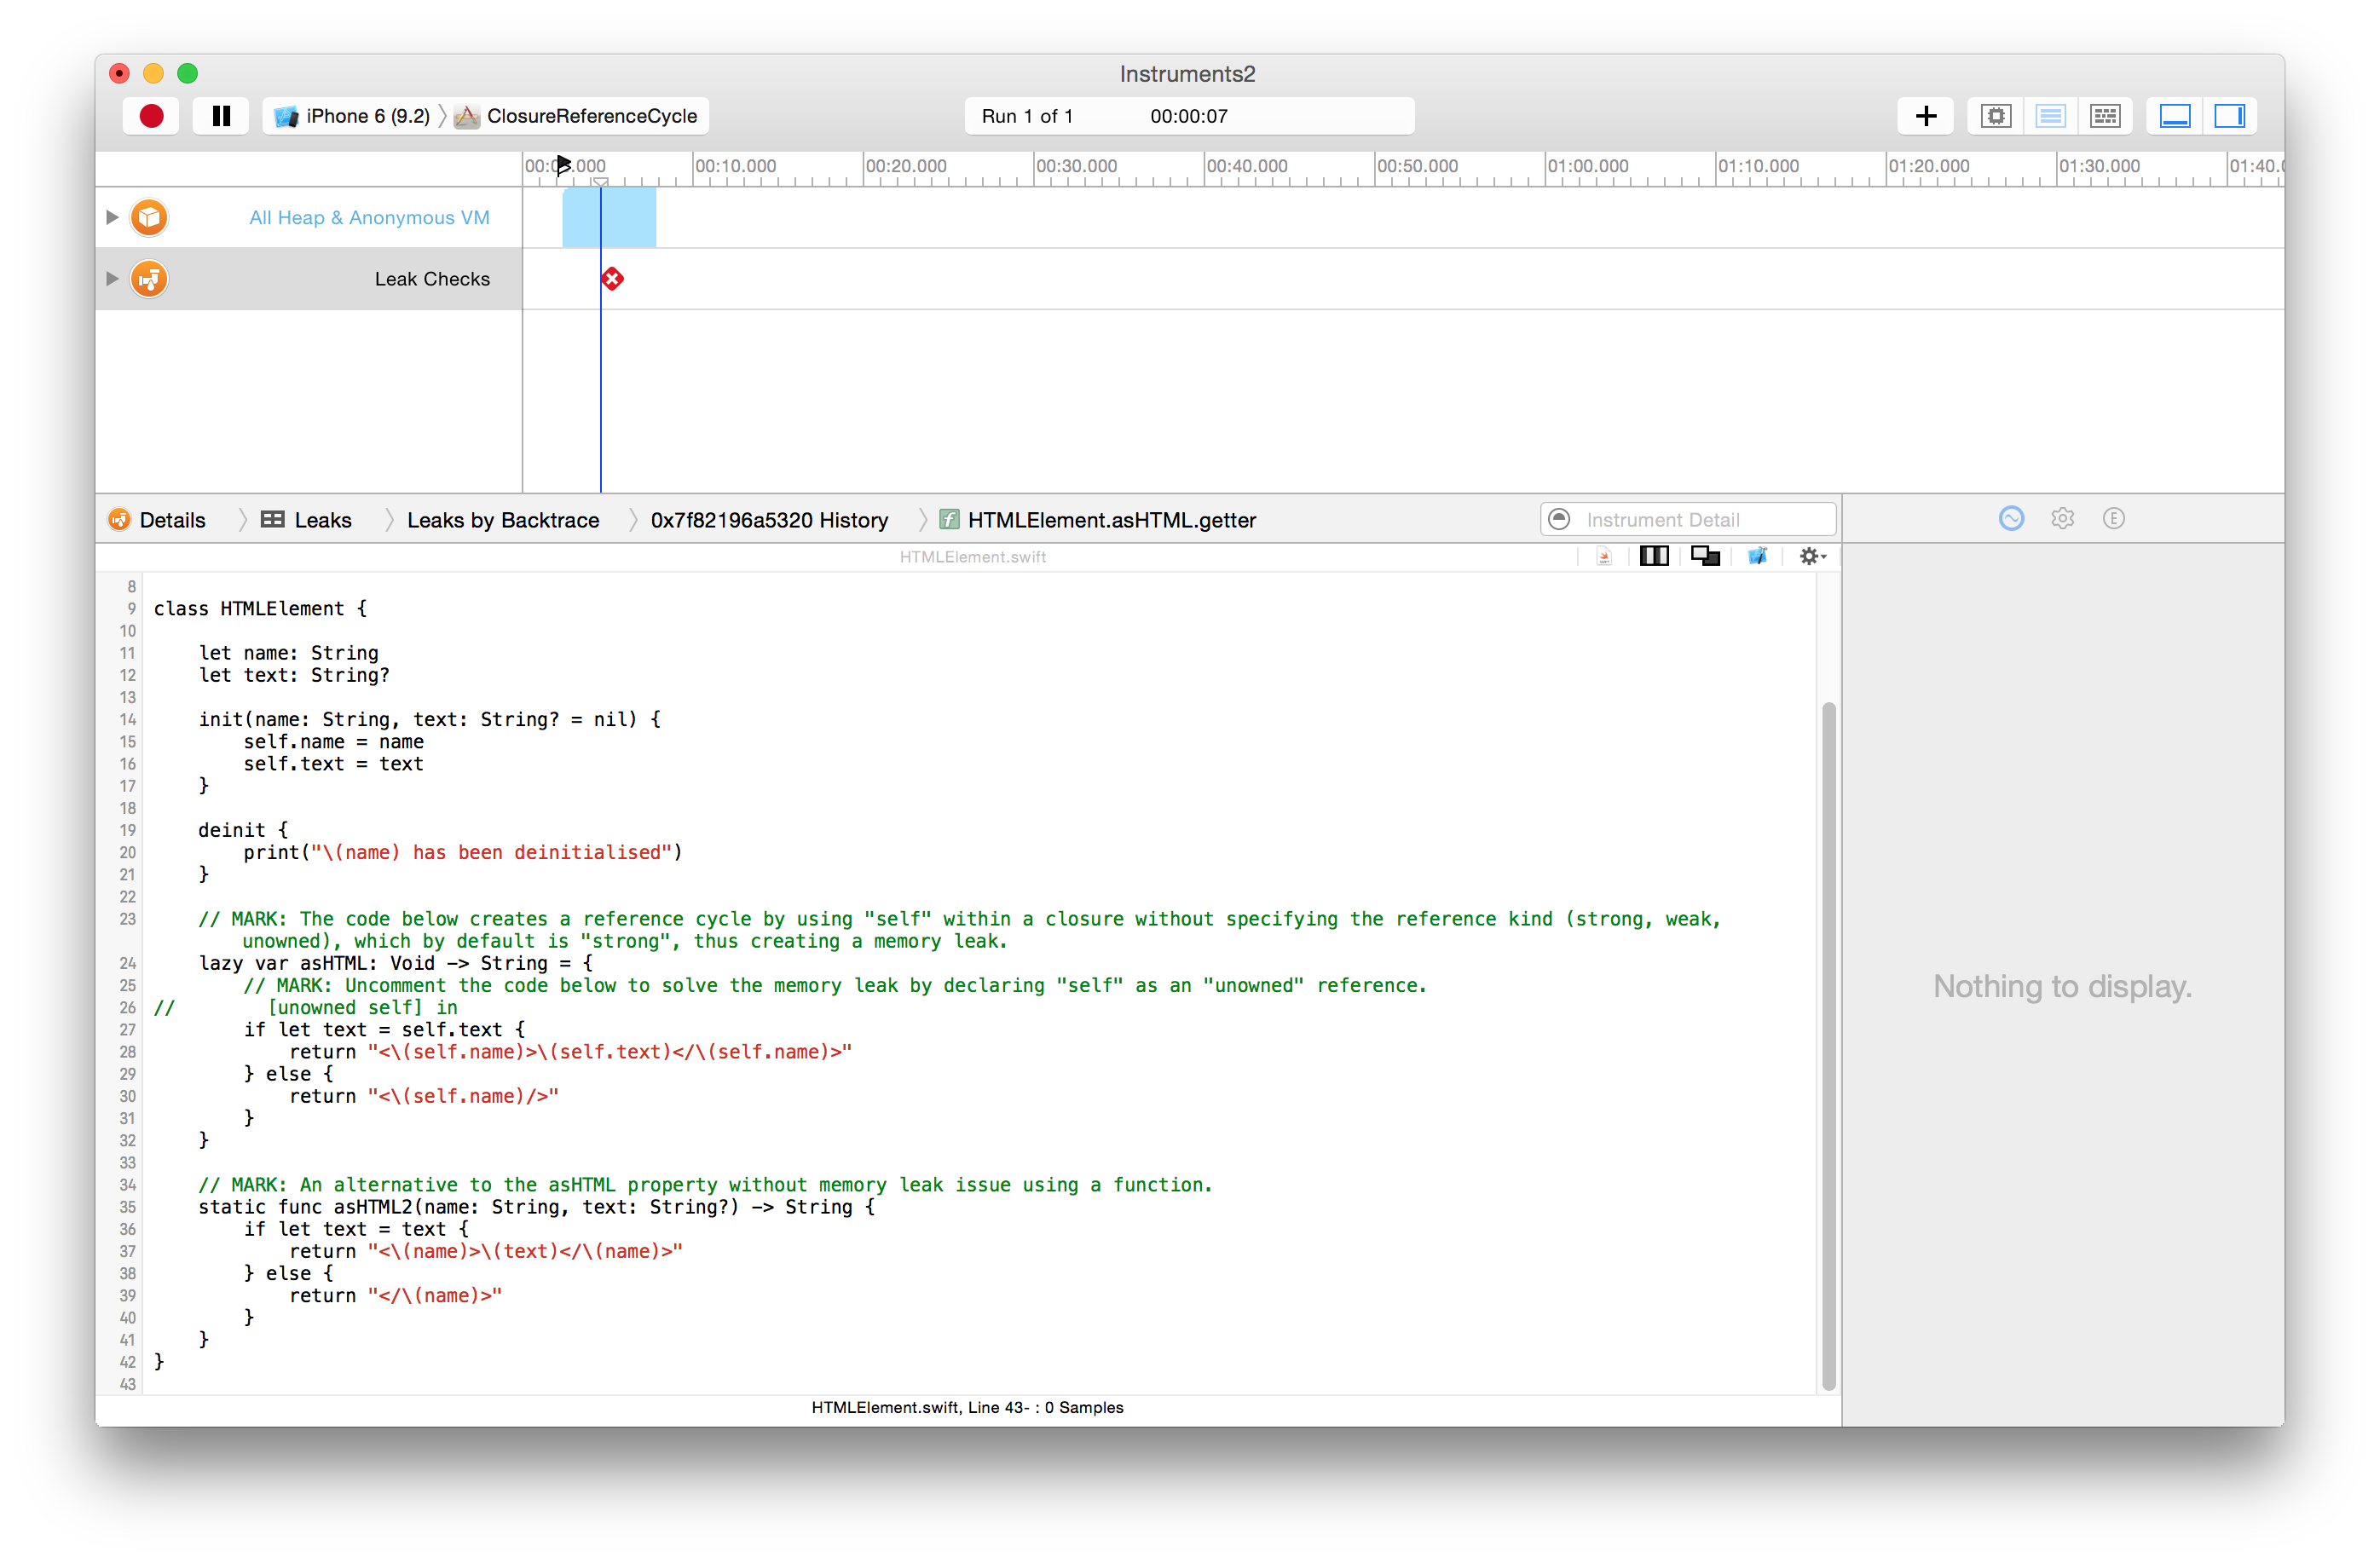 Instruments2
iPhone 6 (9.2) ClosureReferenceCycle
Run 1 of 1 00:00:07
00:10.000 00:20.000 00:30.000 00:40.000 00:50.000 01:00.000 01:10.000 01:20.000 01:30.000
All Heap & Anonymous VM
Leak Checks
Details Leaks Leaks by Backtrace 0x7f82196a5320 History HTMLElement.asHTML.getter Instrument Detail E
HTMLElement.swift
8
9 class HTMLElement {
10
11 let name: String
12 let text: String?
13
14 init(name: String, text: String? = nil) {
15 self.name = name
16 self.text = text
17 }
18
19 deinit {
20 print("\(name) has been deinitialised")
21 }
22
23 // MARK: The code below creates a reference cycle by using "self" within a closure without specifying the reference kind (strong, weak,
unowned), which by default is "strong", thus creating a memory leak.
24 lazy var asHTML: Void -> String = {
25 // MARK: Uncomment the code below to solve the memory leak by declaring "self" as an "unowned" reference.
26 // [unowned self] in
27 if let text = self.text {
28 return "<\(self.name)>\(self.text)</\(self.name)>"
29 } else {
30 return "<\(self.name)/>"
31 }
32 }
33
34 // MARK: An alternative to the asHTML property without memory leak issue using a function.
35 static func asHTML2(name: String, text: String?) -> String {
36 if let text = text {
37 return "<\(name)>\(text)</\(name)>"
38 } else {
39 return "</\(name)>"
40 }
41 }
42 }
43
Nothing to display.
HTMLElement.swift, Line 43- : 0 Samples